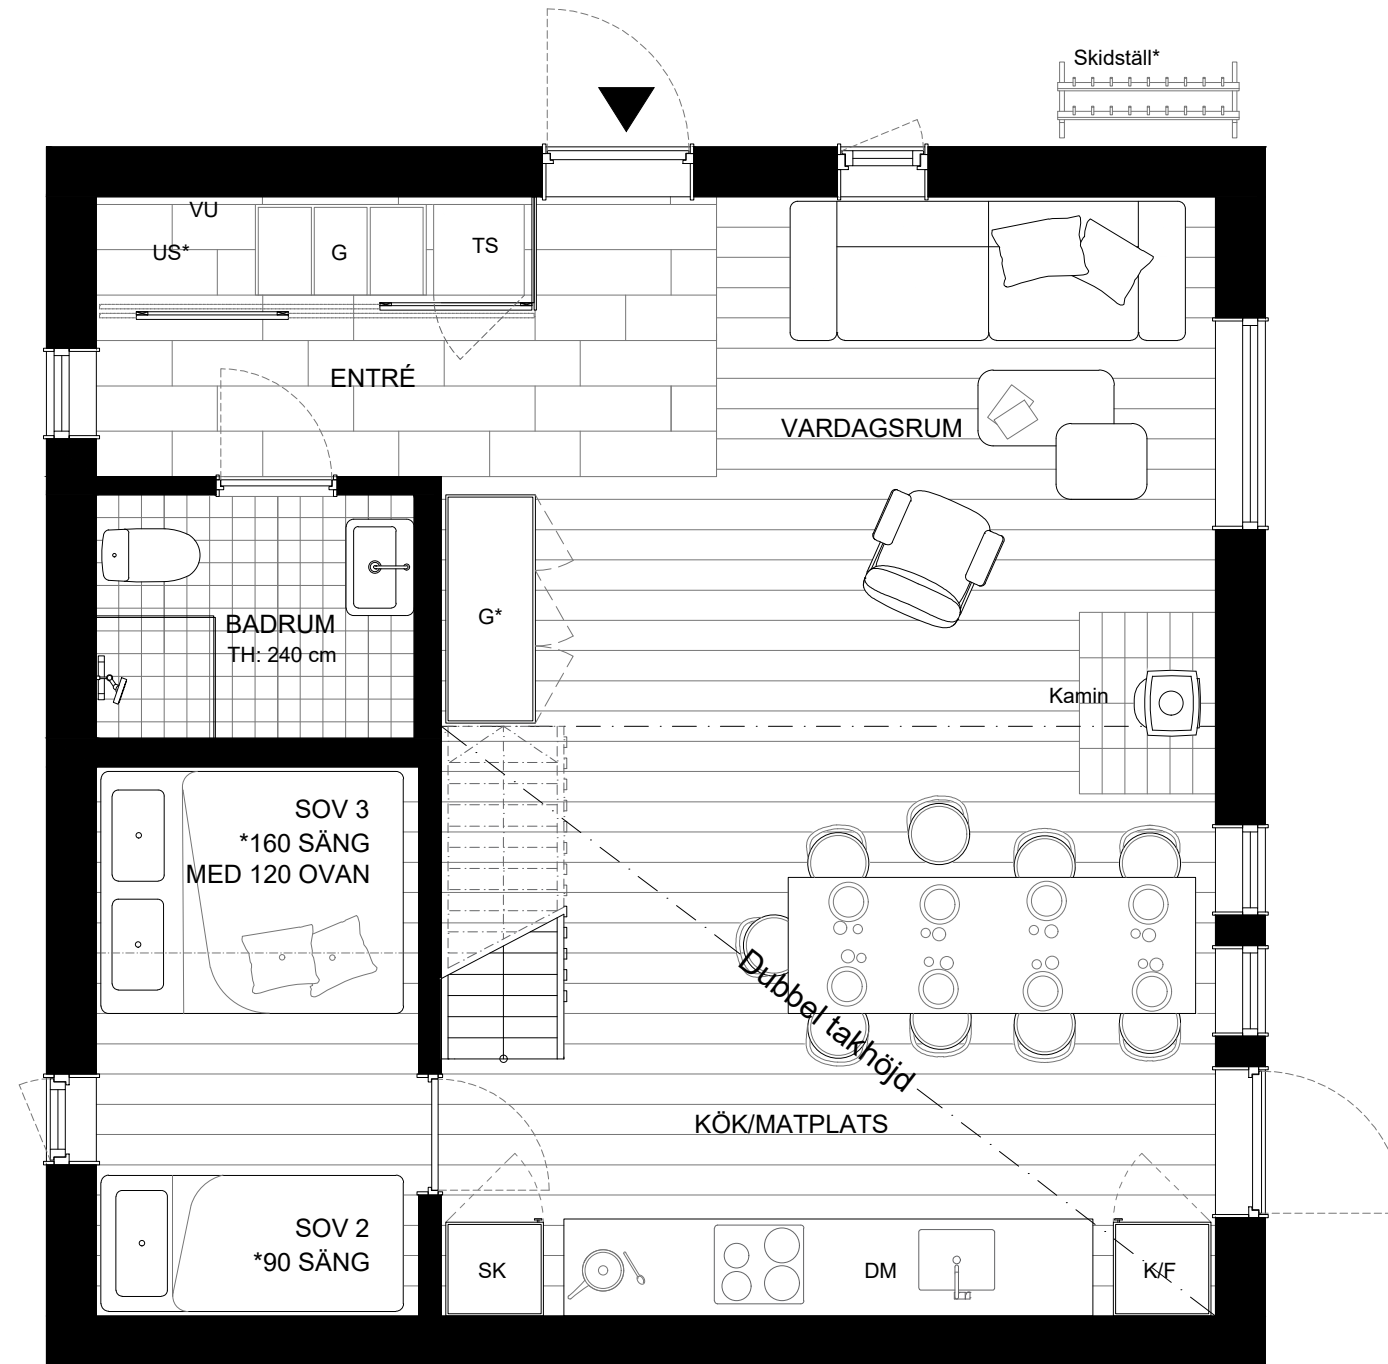 Skidställ*
VU
US*
G
TS
ENTRÉ
VARDAGSRUM
BADRUM
TH: 240 cm
G*
Kamin
SOV 3
*160 SÄNG
MED 120 OVAN
Dubbel takhöjd
KÖK/MATPLATS
SOV 2
*90 SÄNG
SK
DM
K/F